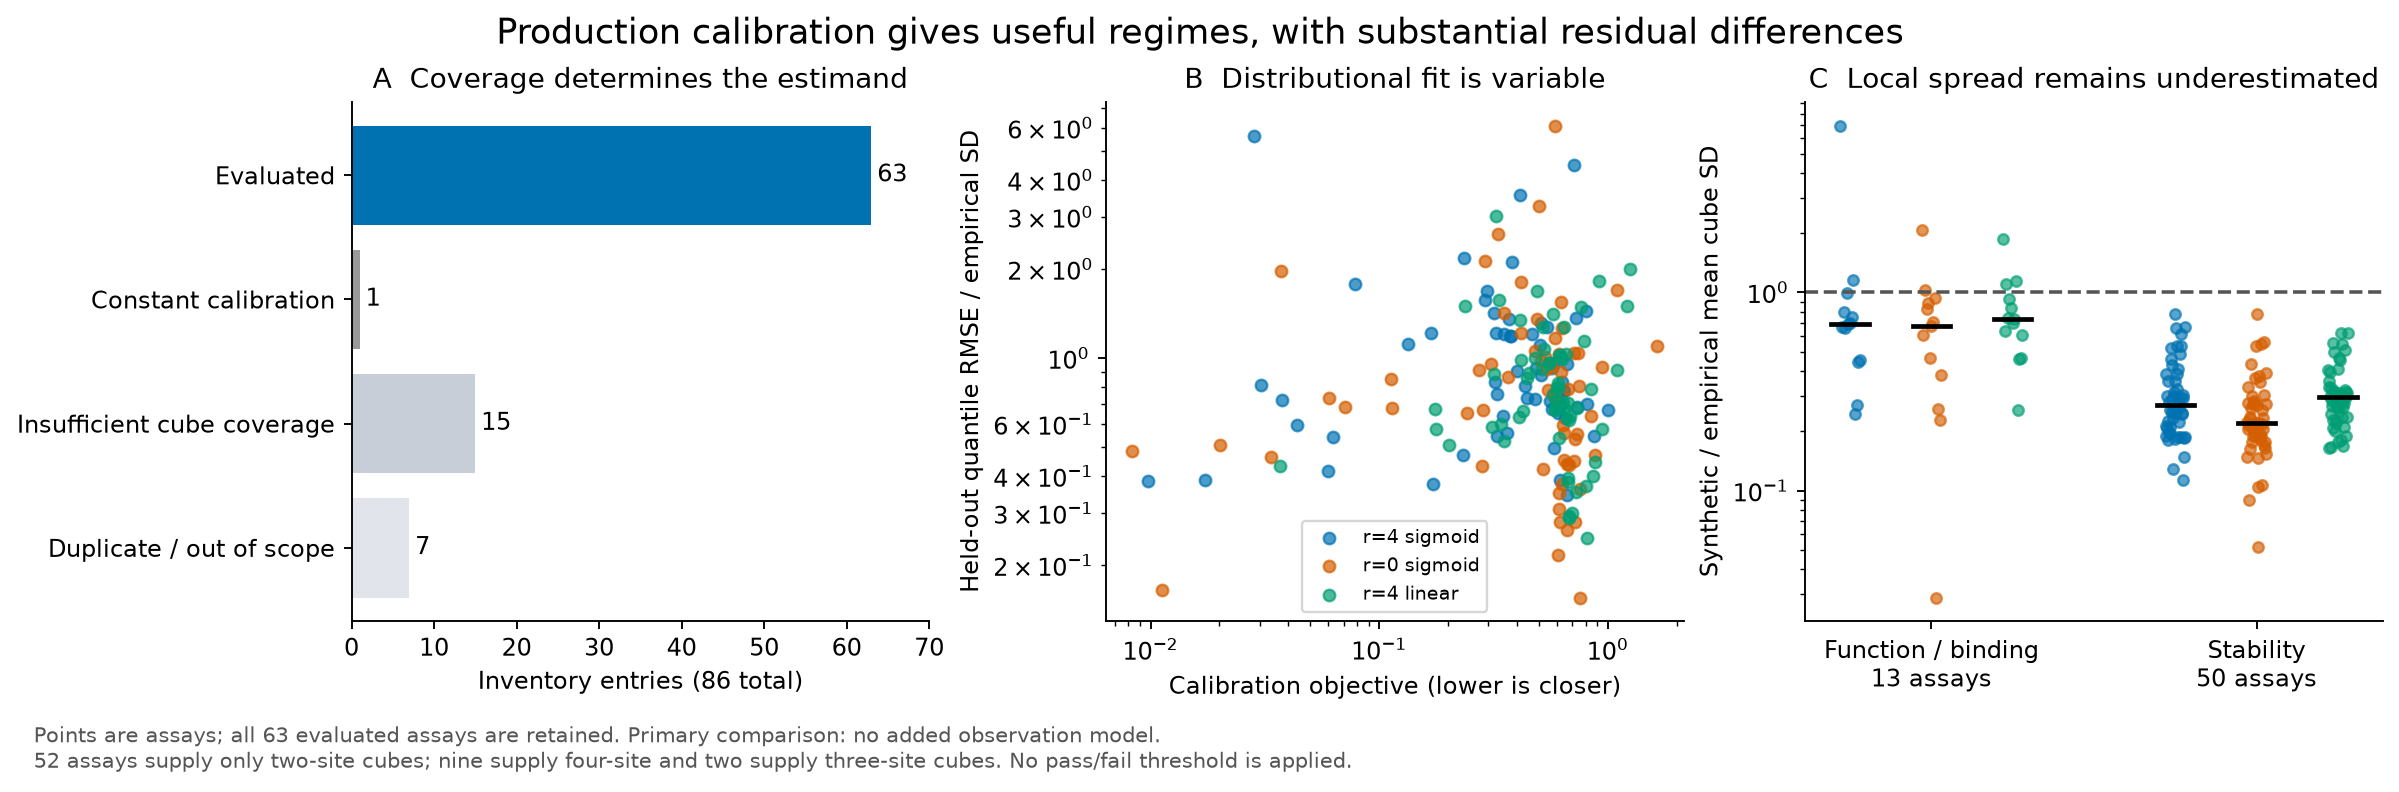 Production calibration gives useful regimes, with substantial residual differences
A Coverage determines the estimand
Evaluated
Constant calibration
Insufficient cube coverage
Duplicate / out of scope
63
1
15
7
0 10 20 30 40 50 60 70
Inventory entries (86 total)
B Distributional fit is variable
Held-out quantile RMSE / empirical SD
6 × 10⁰
4 × 10⁰
3 × 10⁰
2 × 10⁰
10⁰
6 × 10⁻¹
4 × 10⁻¹
3 × 10⁻¹
2 × 10⁻¹
r=4 sigmoid
r=0 sigmoid
r=4 linear
10⁻² 10⁻¹ 10⁰
Calibration objective (lower is closer)
C Local spread remains underestimated
Synthetic / empirical mean cube SD
10⁰
10⁻¹
Function / binding
13 assays
Stability
50 assays
Points are assays; all 63 evaluated assays are retained. Primary comparison: no added observation model.
52 assays supply only two-site cubes; nine supply four-site and two supply three-site cubes. No pass/fail threshold is applied.